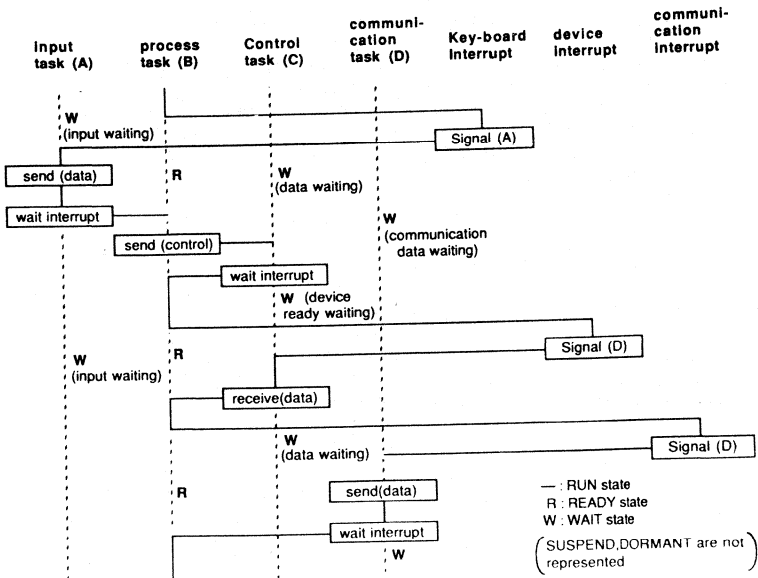 input
task (A)
process
task (B)
Control
task (C)
communi-
cation
task (D)
Key-board
Interrupt
device
interrupt
communi-
cation
interrupt
W
(input waiting)
Signal (A)
send (data)
R
W
(data waiting)
wait interrupt
W
(communication
data waiting)
send (control)
wait interrupt
W (device
ready waiting)
W
(input waiting)
R
Signal (D)
receive(data)
W
(data waiting)
Signal (D)
R
send(data)
wait interrupt
W
— : RUN state
R : READY state
W : WAIT state
(SUSPEND,DORMANT are not
represented)